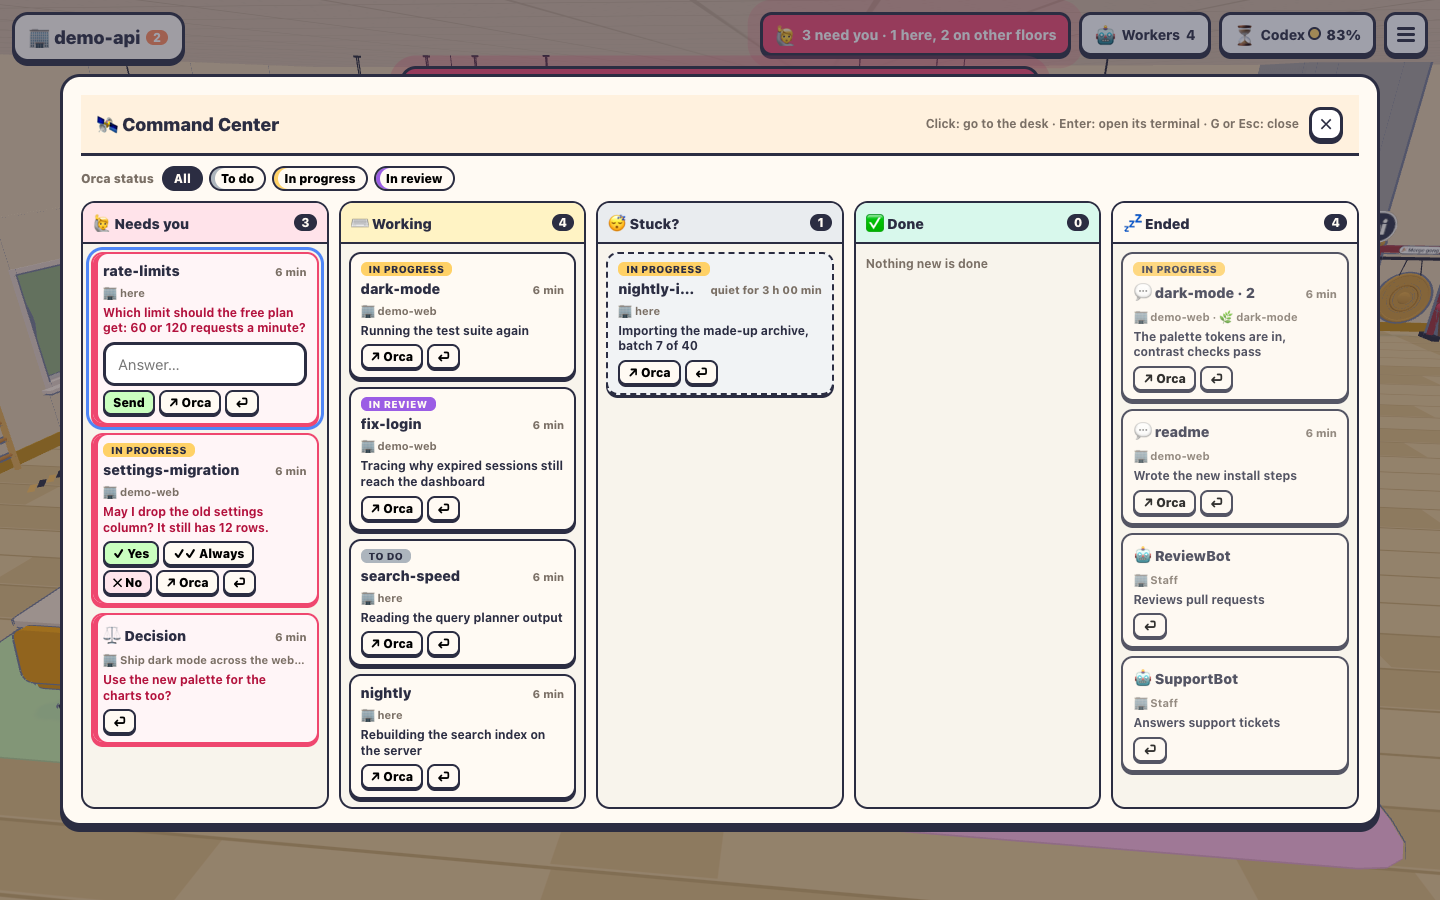 demo-api 2
3 need you · 1 here, 2 on other floors
Workers 4
Codex 83%
Command Center
Click: go to the desk · Enter: open its terminal · G or Esc: close
Orca status
All
To do
In progress
In review
Needs you 3
rate-limits 6 min
here
Which limit should the free plan
get: 60 or 120 requests a minute?
Answer...
Send
Orca
IN PROGRESS
settings-migration 6 min
demo-web
May I drop the old settings
column? It still has 12 rows.
Yes
Always
No
Orca
Decision 6 min
Ship dark mode across the web...
Use the new palette for the
charts too?
Working 4
IN PROGRESS
dark-mode 6 min
demo-web
Running the test suite again
Orca
IN REVIEW
fix-login 6 min
demo-web
Tracing why expired sessions still
reach the dashboard
Orca
TO DO
search-speed 6 min
here
Reading the query planner output
Orca
nightly 6 min
here
Rebuilding the search index on
the server
Orca
Stuck? 1
IN PROGRESS
nightly-i... quiet for 3 h 00 min
here
Importing the made-up archive,
batch 7 of 40
Orca
Done 0
Nothing new is done
Ended 4
IN PROGRESS
dark-mode · 2 6 min
demo-web · dark-mode
The palette tokens are in,
contrast checks pass
Orca
readme 6 min
demo-web
Wrote the new install steps
Orca
ReviewBot
Staff
Reviews pull requests
SupportBot
Staff
Answers support tickets